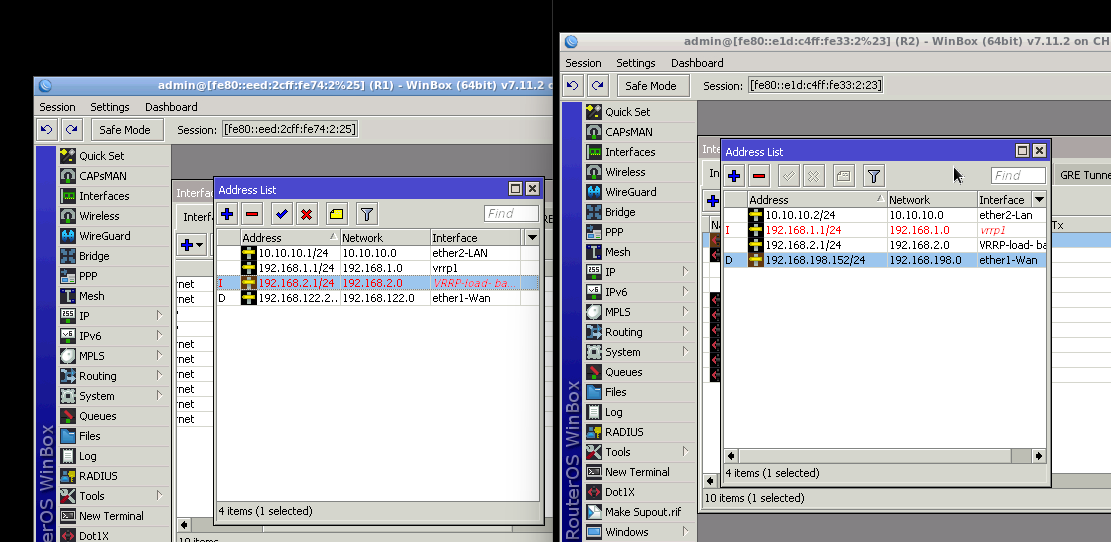 admin@[fe80::e1d:c4ff:fe33:2%23] (R2) - WinBox (64bit) v7.11.2 on CH
Session Settings Dashboard
Safe Mode Session: [fe80::e1d:c4ff:fe33:2:23]
Quick Set
CAPsMAN
Interfaces
Wireless
WireGuard
Bridge
PPP
Mesh
IP
IPv6
MPLS
Routing
System
Queues
Files
Log
RADIUS
Tools
New Terminal
Dot1X
Make Supout.rif
Windows
RouterOS WinBox
GRE Tunne
Tx
Address List
Find
Address Network Interface
10.10.10.2/24 10.10.10.0 ether2-Lan
I 192.168.1.1/24 192.168.1.0 vrrp1
192.168.2.1/24 192.168.2.0 VRRP-load- ba
D 192.168.198.152/24 192.168.198.0 ether1-Wan
4 items (1 selected)
10 items (1 selected)
admin@[fe80::eed:2cff:fe74:2%25] (R1) - WinBox (64bit) v7.11.2 o
Session Settings Dashboard
Safe Mode Session: [fe80::eed:2cff:fe74:2:25]
Quick Set
CAPsMAN
Interfaces
Wireless
WireGuard
Bridge
PPP
Mesh
IP
IPv6
MPLS
Routing
System
Queues
Files
Log
RADIUS
Tools
New Terminal
Dot1X
erOS WinBox
Interfac
Interf
rnet
rnet
rnet
rnet
rnet
rnet
rnet
Address List
Find
Address Network Interface
10.10.10.1/24 10.10.10.0 ether2-LAN
192.168.1.1/24 192.168.1.0 vrrp1
I 192.168.2.1/24 192.168.2.0 VRRP-load- ba...
D 192.168.122.2.. 192.168.122.0 ether1-Wan
4 items (1 selected)
10 items